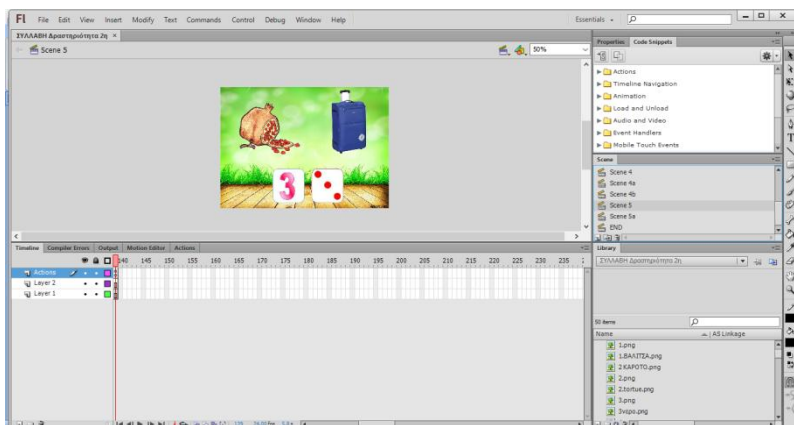 Fl File Edit View Insert Modify Text Commands Control Debug Window Help Essentials
ΣΥΛΛΑΒΗ Δραστηριότητα 2η ×
Scene 5 50%
3
Properties Code Snippets
Actions
Timeline Navigation
Animation
Load and Unload
Audio and Video
Event Handlers
Mobile Touch Events
Scene
Scene 4
Scene 4a
Scene 4b
Scene 5
Scene 5a
END
Timeline Compiler Errors Output Motion Editor Actions
140 145 150 155 160 165 170 175 180 185 190 195 200 205 210 215 220 225 230 235
Actions
Layer 2
Layer 1
Library
ΣΥΛΛΑΒΗ Δραστηριότητα 2η
50 items
Name AS Linkage
1.png
1.ΒΑΛΙΤΣΑ.png
2 ΚΑΡΟΤΟ.png
2.png
2.tortue.png
3.png